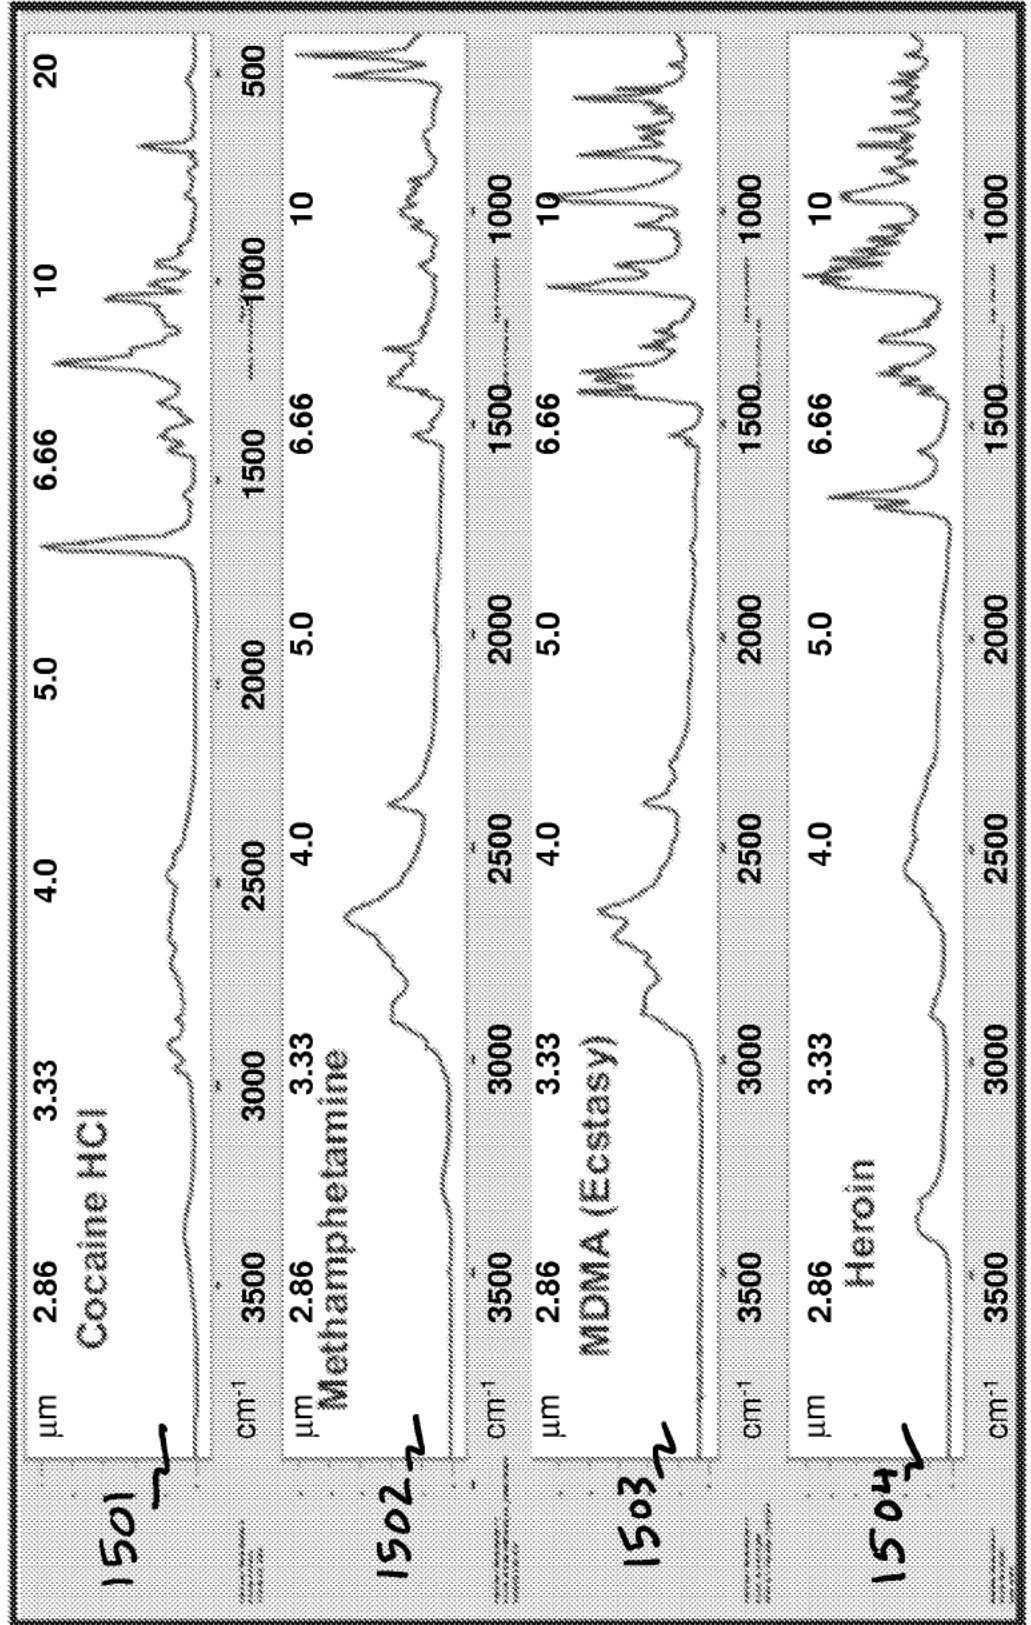 1501
μm 2.86 3.33 4.0 5.0 6.66 10 20
Cocaine HCl
cm⁻¹ 3500 3000 2500 2000 1500 1000 500
1502
μm 2.86 3.33 4.0 5.0 6.66 10
Methamphetamine
cm⁻¹ 3500 3000 2500 2000 1500 1000
1503
μm 2.86 3.33 4.0 5.0 6.66 10
MDMA (Ecstasy)
cm⁻¹ 3500 3000 2500 2000 1500 1000
1504
μm 2.86 3.33 4.0 5.0 6.66 10
Heroin
cm⁻¹ 3500 3000 2500 2000 1500 1000